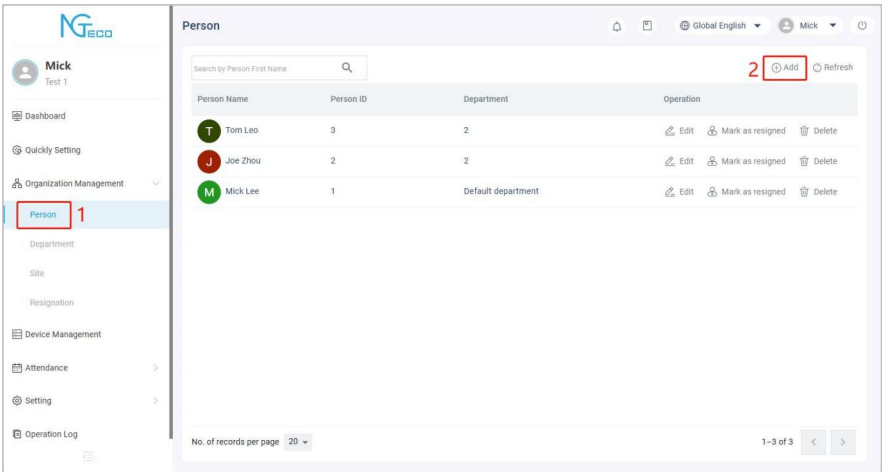 NGTeco
Person
Global English
Mick
Mick
Test 1
Search by Person First Name
2
Add
Refresh
Person Name
Person ID
Department
Operation
Dashboard
T
Tom Leo
3
2
Edit
Mark as resigned
Delete
Quickly Setting
J
Joe Zhou
2
2
Edit
Mark as resigned
Delete
Organization Management
M
Mick Lee
1
Default department
Edit
Mark as resigned
Delete
Person
1
Department
Site
Resignation
Device Management
Attendance
Setting
Operation Log
No. of records per page
20
1–3 of 3